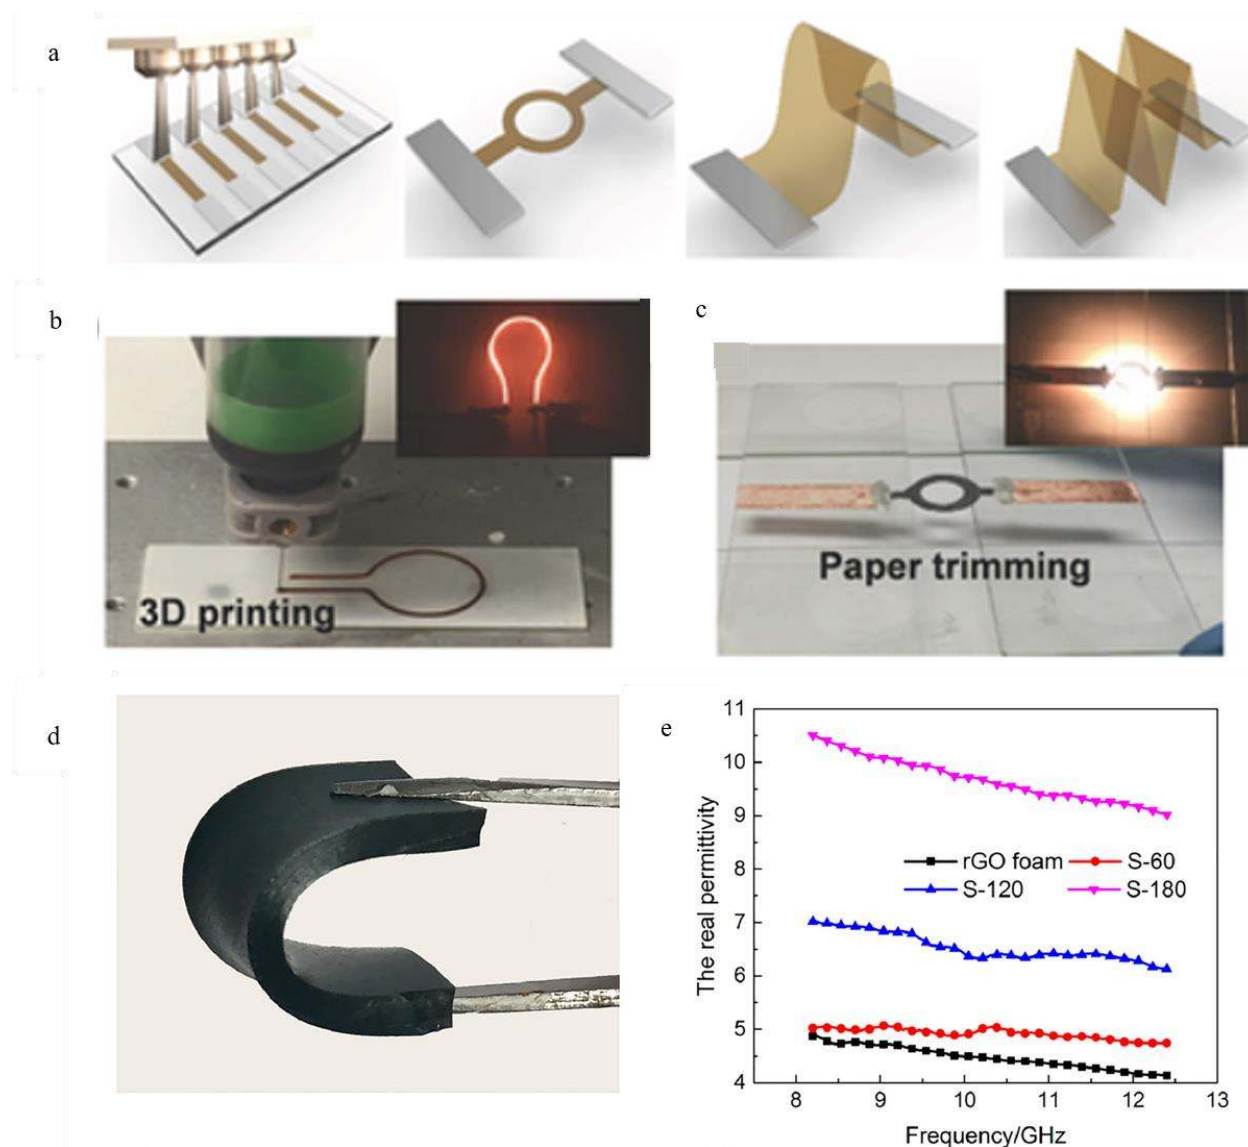 a
b
c
3D printing
Paper trimming
d
e
11
10
9
8
7
6
5
4
The real permittivity
rGO foam
S-60
S-120
S-180
8
9
10
11
12
13
Frequency/GHz